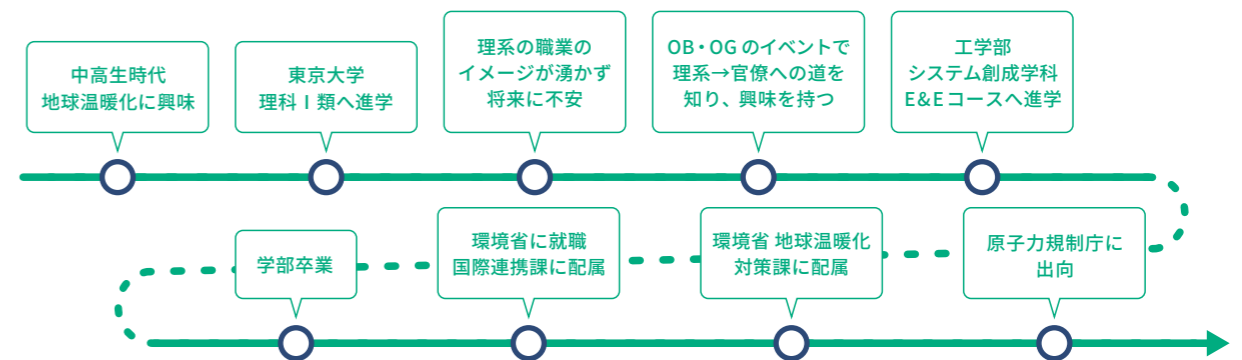 中高生時代
地球温暖化に興味
東京大学
理科Ⅰ類へ進学
理系の職業の
イメージが湧かず
将来に不安
OB・OGのイベントで
理系→官僚への道を
知り、興味を持つ
工学部
システム創成学科
E&Eコースへ進学
学部卒業
環境省に就職
国際連携課に配属
環境省 地球温暖化
対策課に配属
原子力規制庁に
出向